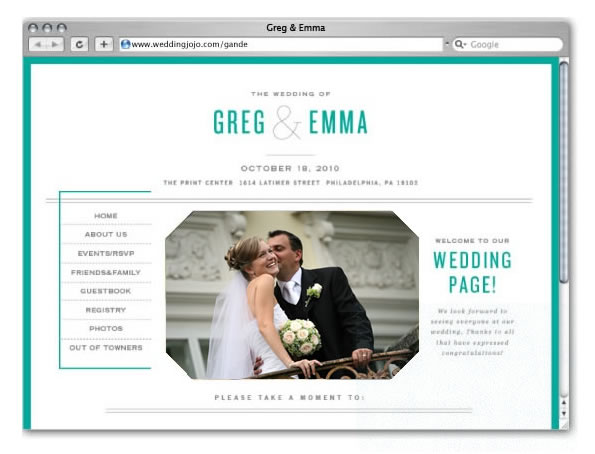 Greg & Emma
www.weddingjojo.com/gande
Google
THE WEDDING OF
GREG & EMMA
OCTOBER 18, 2010
THE PRINT CENTER 1614 LATIMER STREET PHILADELPHIA, PA 19103
HOME
ABOUT US
EVENTS/RSVP
FRIENDS&FAMILY
GUESTBOOK
REGISTRY
PHOTOS
OUT OF TOWNERS
WELCOME TO OUR
WEDDING
PAGE!
We look forward to
seeing everyone at our
wedding. Thanks to all
that have expressed
congratulations!
PLEASE TAKE A MOMENT TO: